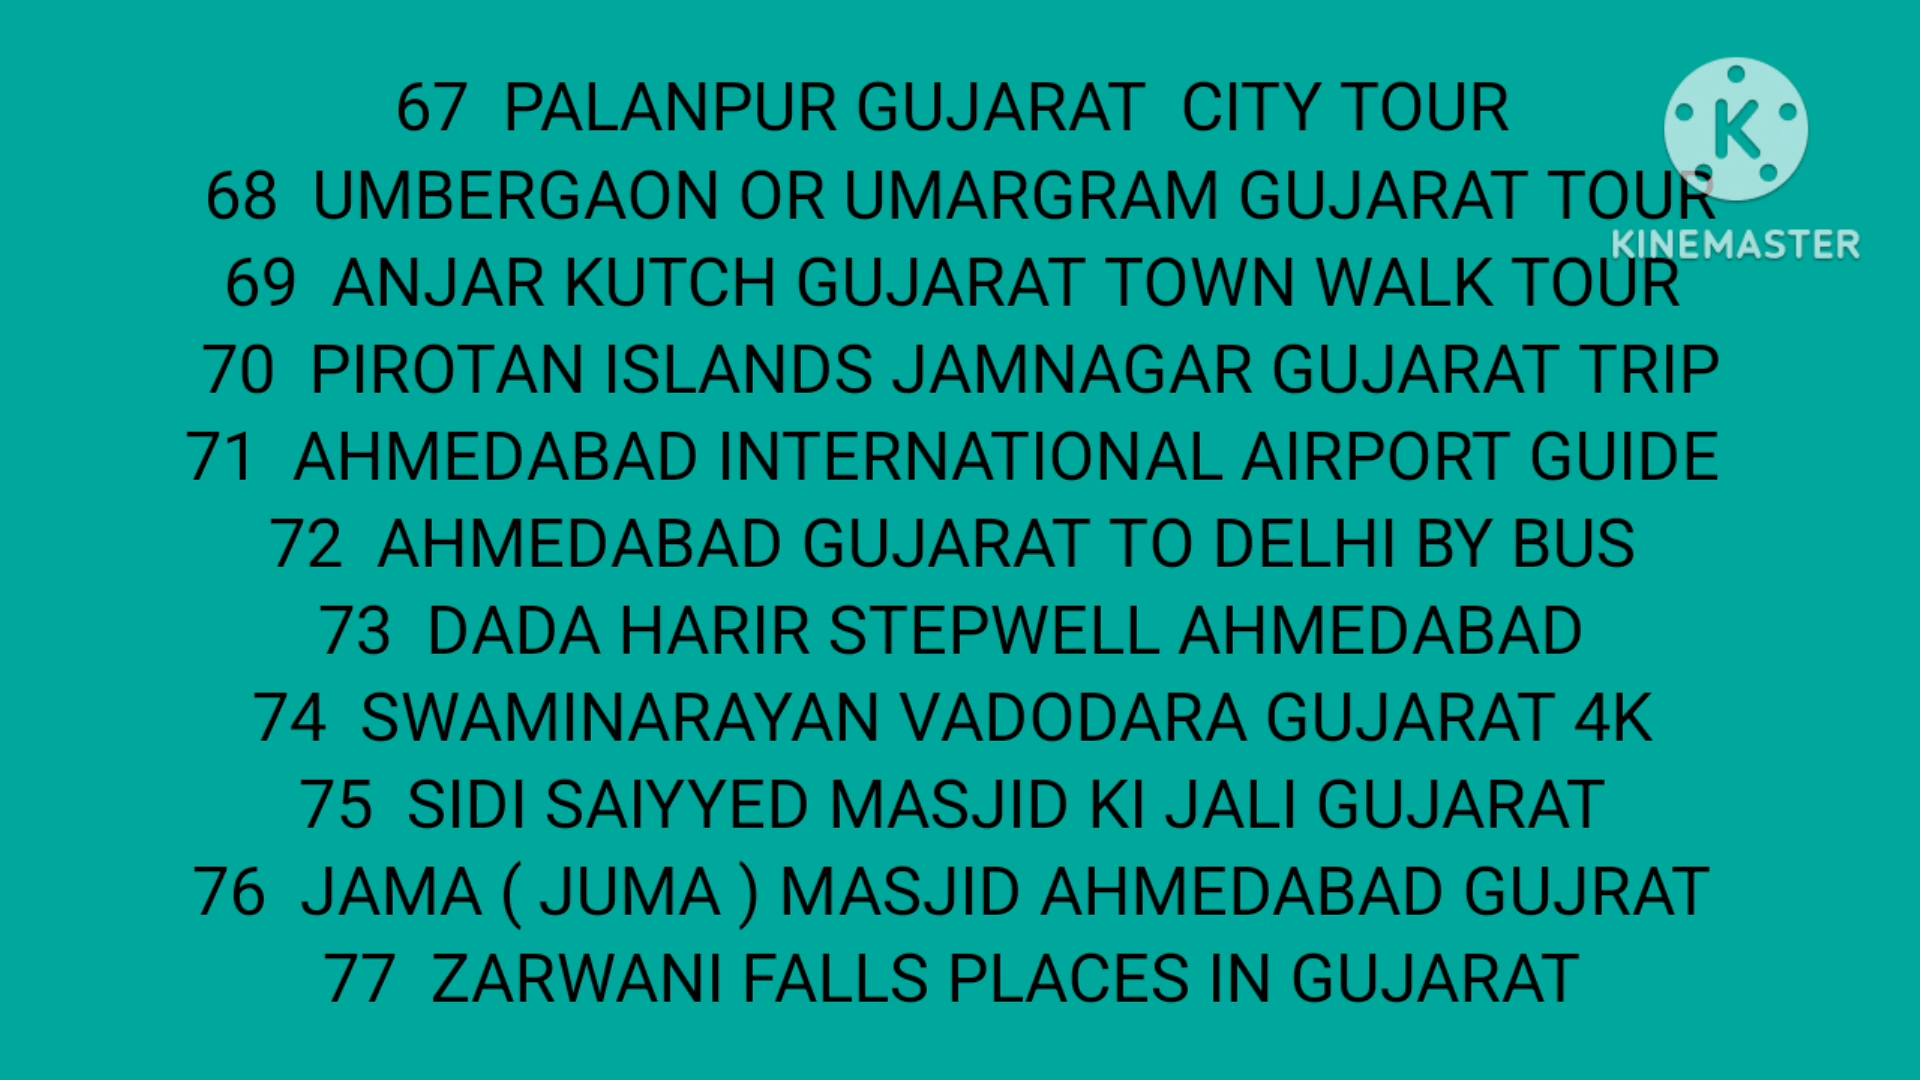 67  PALANPUR GUJARAT  CITY TOUR
68  UMBERGAON OR UMARGRAM GUJARAT TOUR
K
KINEMASTER
69  ANJAR KUTCH GUJARAT TOWN WALK TOUR
70  PIROTAN ISLANDS JAMNAGAR GUJARAT TRIP
71  AHMEDABAD INTERNATIONAL AIRPORT GUIDE
72  AHMEDABAD GUJARAT TO DELHI BY BUS
73  DADA HARIR STEPWELL AHMEDABAD
74  SWAMINARAYAN VADODARA GUJARAT 4K
75  SIDI SAIYYED MASJID KI JALI GUJARAT
76  JAMA ( JUMA ) MASJID AHMEDABAD GUJRAT
77  ZARWANI FALLS PLACES IN GUJARAT